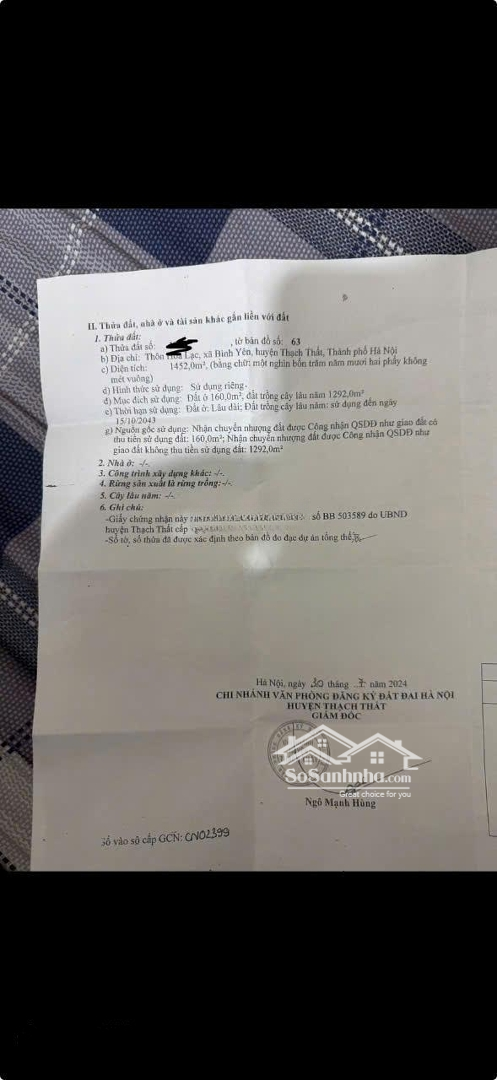 II. Thửa đất, nhà ở và tài sản khác gắn liền với đất
1. Thửa đất:
a) Thửa đất số: , tờ bản đồ số: 63
b) Địa chỉ: Thôn Lạc, xã Bình Yên, huyện Thạch Thất, Thành phố Hà Nội
c) Diện tích: 1452,0m², (bằng chữ: một nghìn bốn trăm năm mươi hai phẩy không
mét vuông)
d) Hình thức sử dụng: Sử dụng riêng
đ) Mục đích sử dụng: Đất ở 160,0m², đất trồng cây lâu năm 1292,0m²
e) Thời hạn sử dụng: Đất ở: Lâu dài; Đất trồng cây lâu năm: sử dụng đến ngày
15/10/2043
g) Nguồn gốc sử dụng: Nhận chuyển nhượng đất được Công nhận QSDĐ như giao đất có
thu tiền sử dụng đất: 160,0m²; Nhận chuyển nhượng đất được Công nhận QSDĐ như
giao đất không thu tiền sử dụng đất: 1292,0m²
2. Nhà ở: -/-.
3. Công trình xây dựng khác: -/-.
4. Rừng sản xuất là rừng trồng:-/-.
5. Cây lâu năm: -/-.
6. Ghi chú:
-Giấy chứng nhận này số BB 503589 do UBND
huyện Thạch Thất cấp
-Số tờ, số thửa đã được xác định theo bản đồ đo đạc dự án tổng thể
Hà Nội, ngày 30 tháng 7 năm 2024
CHI NHÁNH VĂN PHÒNG ĐĂNG KÝ ĐẤT ĐAI HÀ NỘI
HUYỆN THẠCH THẤT
GIÁM ĐỐC
SoSanhnha.com
Great choice for you
Ngô Mạnh Hùng
Số vào sổ cấp GCN: CN02399